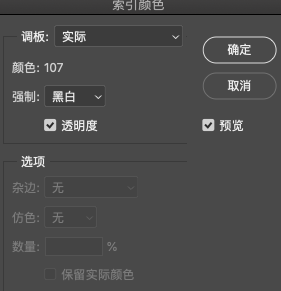 索引颜色
调板: 实际
确定
颜色: 107
取消
强制: 黑白
透明度
预览
选项
杂边: 无
仿色: 无
数量: %
保留实际颜色